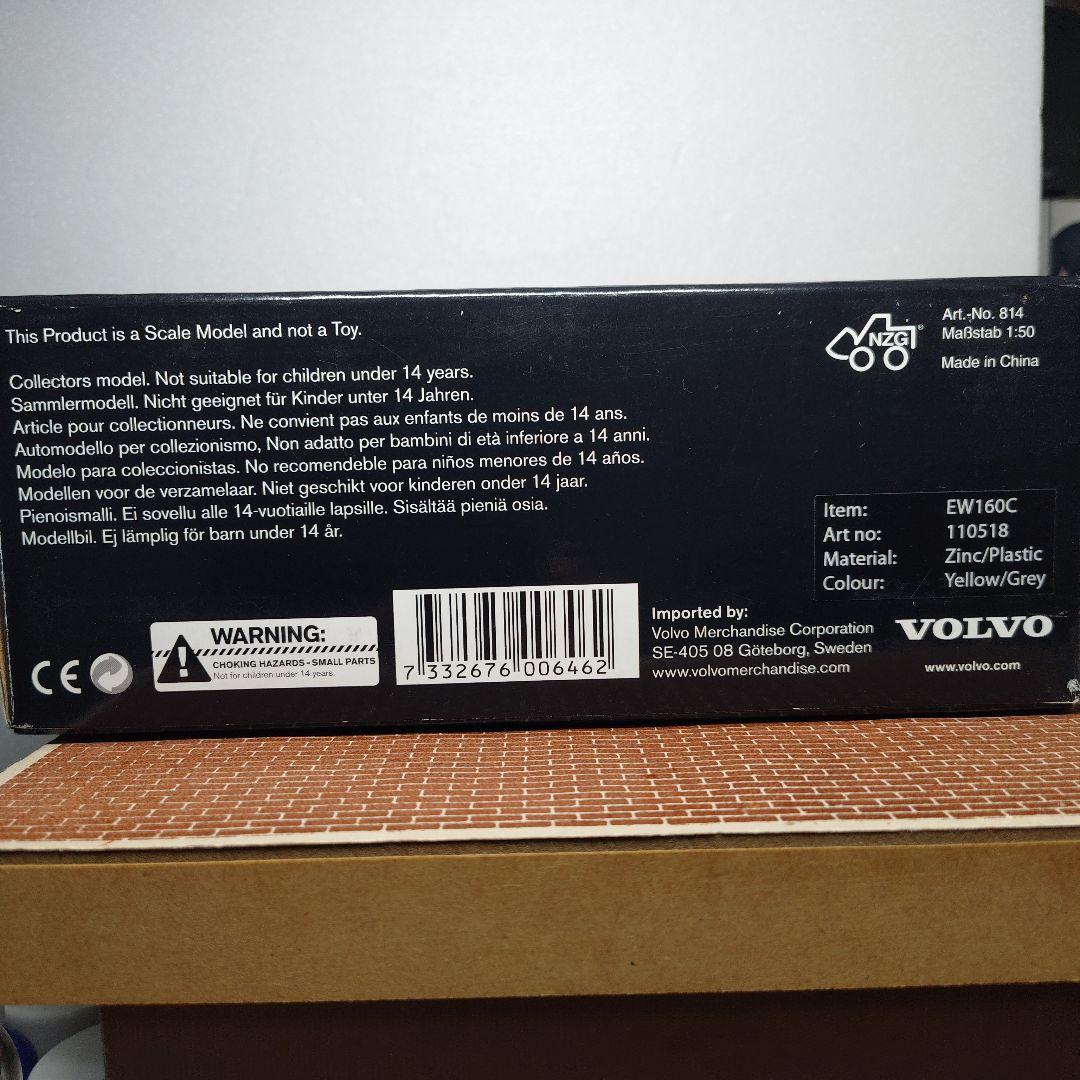 This Product is a Scale Model and not a Toy.
Collectors model. Not suitable for children under 14 years.
Sammlermodell. Nicht geeignet für Kinder unter 14 Jahren.
Article pour collectionneurs. Ne convient pas aux enfants de moins de 14 ans.
Automodello per collezionismo, Non adatto per bambini di età inferiore a 14 anni.
Modelo para coleccionistas. No recomendeble para niños menores de 14 años.
Modellen voor de verzamelaar. Niet geschikt voor kinderen onder 14 jaar.
Pienoismalli. Ei sovellu alle 14-vuotiaille lapsille. Sisältää pieniä osia.
Modellbil. Ej lämplig för barn under 14 år.
NZG®
Art.-No. 814
Maßstab 1:50
Made in China
Item: EW160C
Art no: 110518
Material: Zinc/Plastic
Colour: Yellow/Grey
CE
WARNING:
CHOKING HAZARDS - SMALL PARTS
Not for children under 14 years.
7 332676 006462
Imported by:
Volvo Merchandise Corporation
SE-405 08 Göteborg, Sweden
www.volvomerchandise.com
VOLVO
www.volvo.com